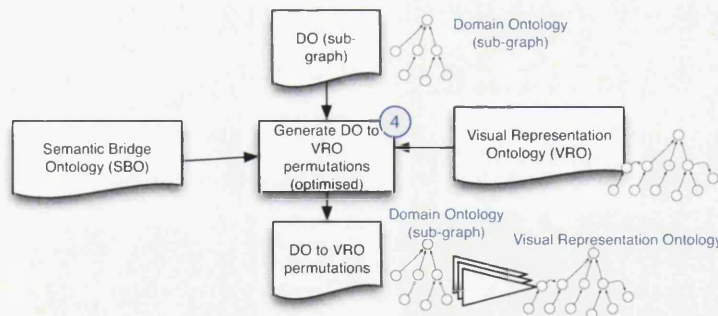 DO (sub-
graph)
Domain Ontology
(sub-graph)
4
Semantic Bridge
Ontology (SBO)
Generate DO to
VRO
permutations
(optimised)
Visual Representation
Ontology (VRO)
DO to VRO
permutations
Domain Ontology
(sub-graph)
Visual Representation Ontology